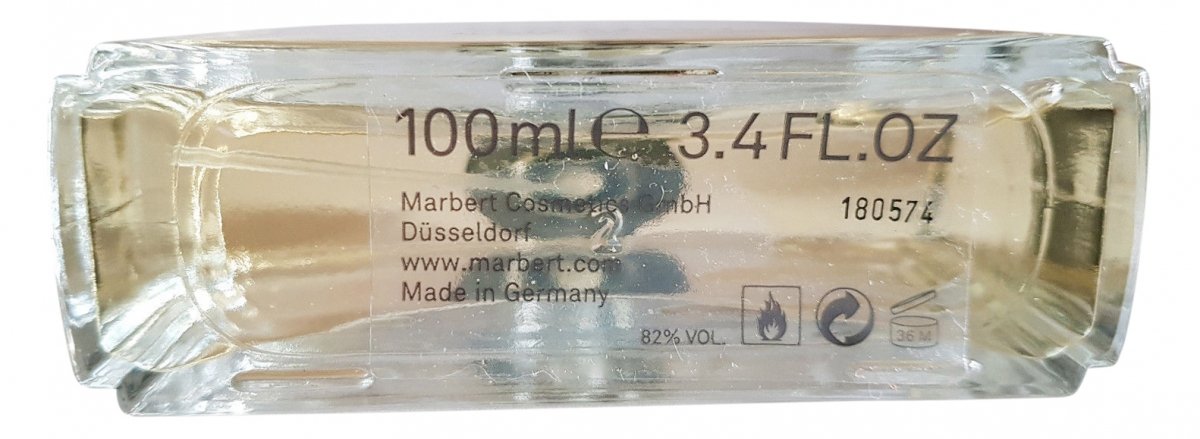 100ml ℮ 3.4 FL.OZ
Marbert Cosmetics GmbH
180574
Düsseldorf
2
www.marbert.com
Made in Germany
82% VOL.
36 M